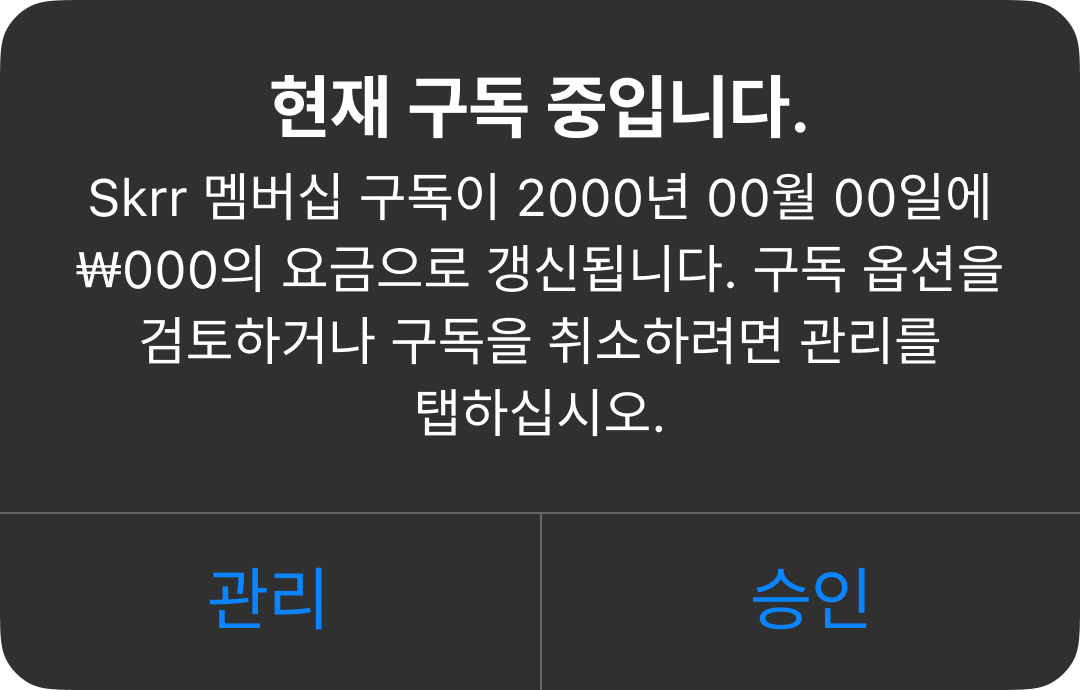 현재 구독 중입니다.
Skrr 멤버십 구독이 2000년 00월 00일에
₩000의 요금으로 갱신됩니다. 구독 옵션을
검토하거나 구독을 취소하려면 관리를
탭하십시오.
관리
승인